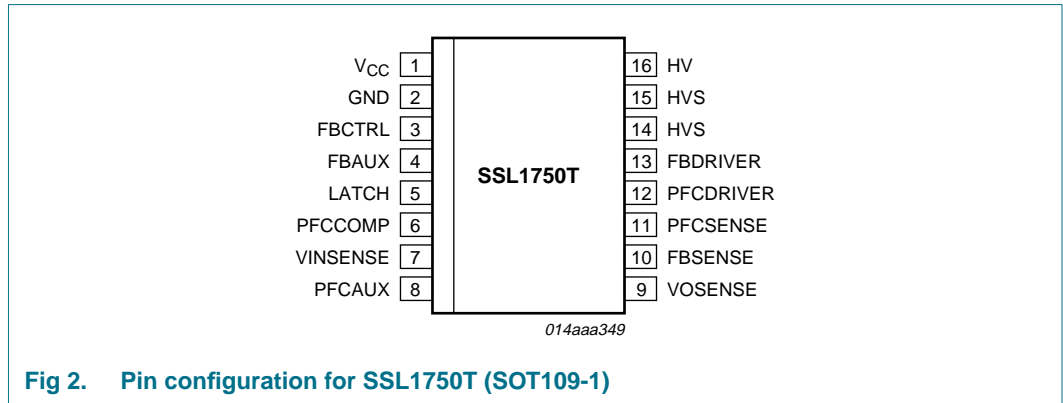 VCC 1
GND 2
FBCTRL 3
FBAUX 4
LATCH 5
PFCCOMP 6
VINSENSE 7
PFCAUX 8
SSL1750T
16 HV
15 HVS
14 HVS
13 FBDRIVER
12 PFCDRIVER
11 PFCSENSE
10 FBSENSE
9 VOSENSE
014aaa349
Fig 2. Pin configuration for SSL1750T (SOT109-1)